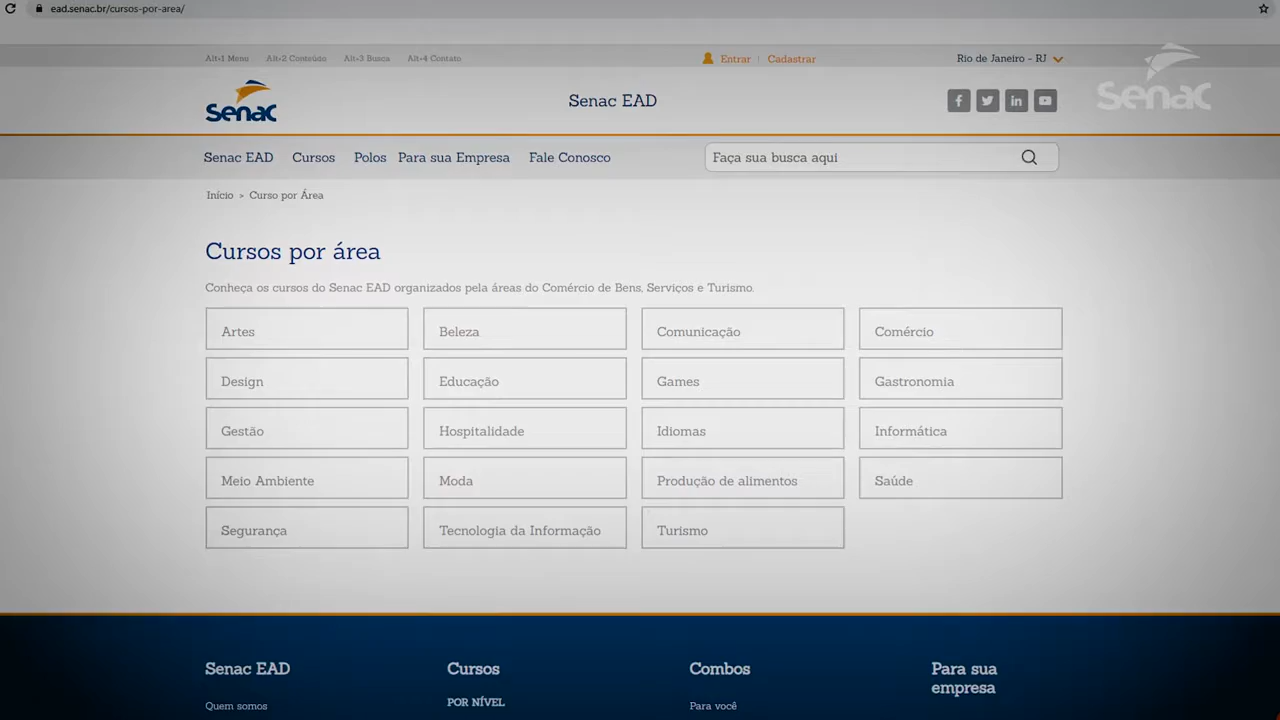 ead.senac.br/cursos-por-area/
Alt+1 Menu Alt+2 Conteúdo Alt+3 Busca Alt+4 Contato Entrar | Cadastrar Rio de Janeiro - RJ
Senac Senac EAD Senac
Senac EAD Cursos Polos Para sua Empresa Fale Conosco Faça sua busca aqui
Início > Curso por Área
Cursos por área
Conheça os cursos do Senac EAD organizados pela áreas do Comércio de Bens, Serviços e Turismo.
Artes Beleza Comunicação Comércio
Design Educação Games Gastronomia
Gestão Hospitalidade Idiomas Informática
Meio Ambiente Moda Produção de alimentos Saúde
Segurança Tecnologia da Informação Turismo
Senac EAD Cursos Combos Para sua
empresa
Quem somos POR NÍVEL Para você